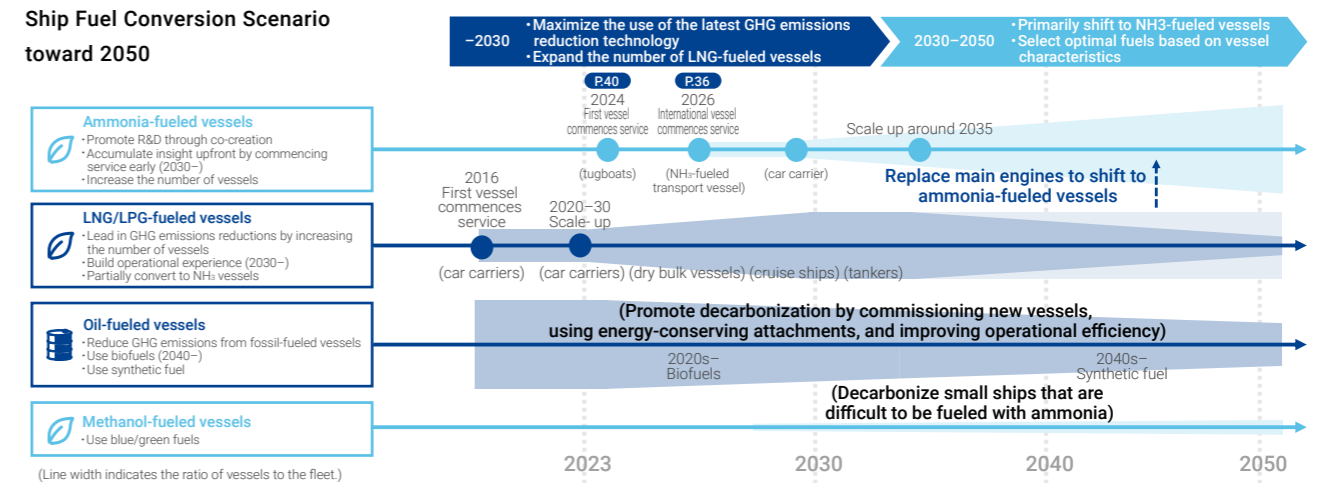 Ship Fuel Conversion Scenario
toward 2050
–2030
・Maximize the use of the latest GHG emissions
reduction technology
・Expand the number of LNG-fueled vessels
2030–2050
・Primarily shift to NH3-fueled vessels
・Select optimal fuels based on vessel
characteristics
Ammonia-fueled vessels
・Promote R&D through co-creation
・Accumulate insight upfront by commencing
service early (2030–)
・Increase the number of vessels
P.40
2024
First vessel
commences service
(tugboats)
P.36
2026
International vessel
commences service
(NH₃-fueled
transport vessel)
(car carrier)
Scale up around 2035
Replace main engines to shift to
ammonia-fueled vessels
LNG/LPG-fueled vessels
・Lead in GHG emissions reductions by increasing
the number of vessels
・Build operational experience (2030–)
・Partially convert to NH₃ vessels
2016
First vessel
commences
service
(car carriers)
2020–30
Scale- up
(car carriers) (dry bulk vessels) (cruise ships) (tankers)
Oil-fueled vessels
・Reduce GHG emissions from fossil-fueled vessels
・Use biofuels (2040–)
・Use synthetic fuel
(Promote decarbonization by commissioning new vessels,
using energy-conserving attachments, and improving operational efficiency)
2020s–
Biofuels
2040s–
Synthetic fuel
Methanol-fueled vessels
・Use blue/green fuels
(Decarbonize small ships that are
difficult to be fueled with ammonia)
(Line width indicates the ratio of vessels to the fleet.)
2023
2030
2040
2050